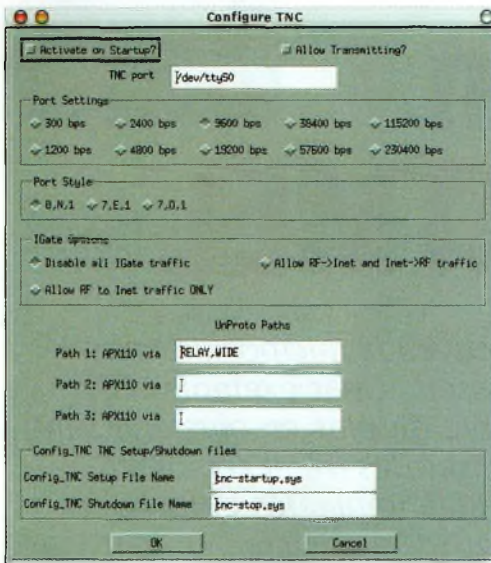 Configure TNC
Activate on Startup? Allow Transmitting?
TNC port /dev/ttyS0
Port Settings
300 bps 2400 bps 9600 bps 38400 bps 115200 bps
1200 bps 4800 bps 19200 bps 57600 bps 230400 bps
Port Style
8,N,1 7,E,1 7,O,1
IGate Options
Disable all IGate traffic Allow RF->Inet and Inet->RF traffic
Allow RF to Inet traffic ONLY
UnProto Paths
Path 1: APX110 via RELAY,WIDE
Path 2: APX110 via
Path 3: APX110 via
Config_TNC TNC Setup/Shutdown files
Config_TNC Setup File Name tnc-startup.sys
Config_TNC Shutdown File Name tnc-stop.sys
OK Cancel